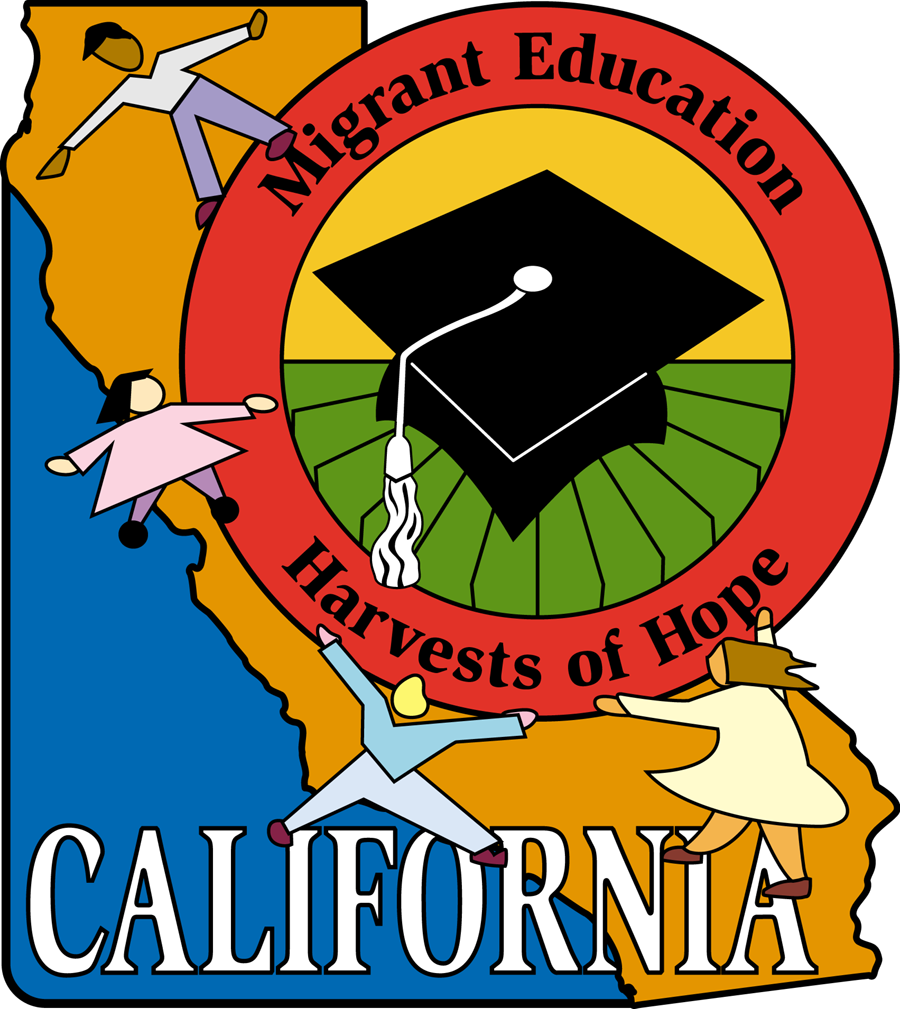 Migrant Education
Harvests of Hope
CALIFORNIA